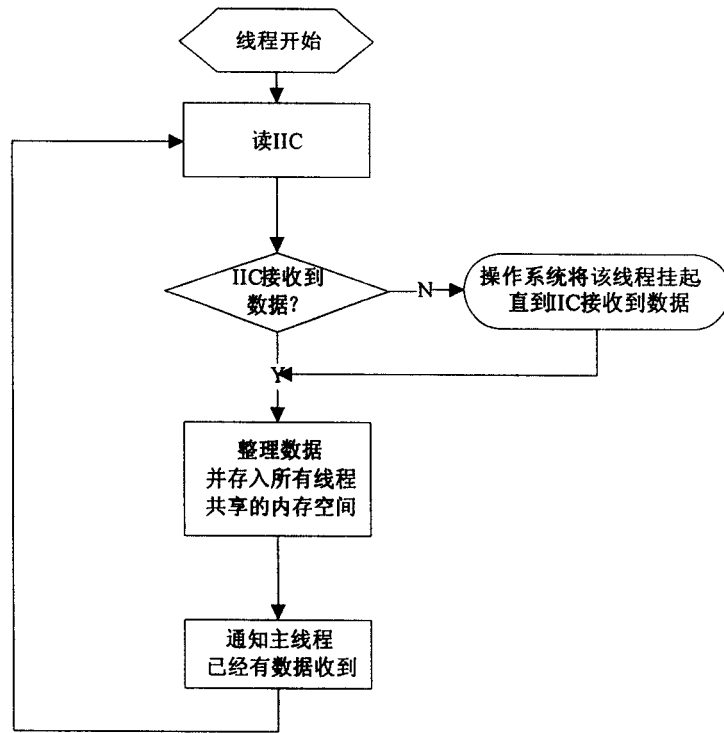 线程开始
读IIC
IIC接收到
数据?
N
操作系统将该线程挂起
直到IIC接收到数据
Y
整理数据
并存入所有线程
共享的内存空间
通知主线程
已经有数据收到